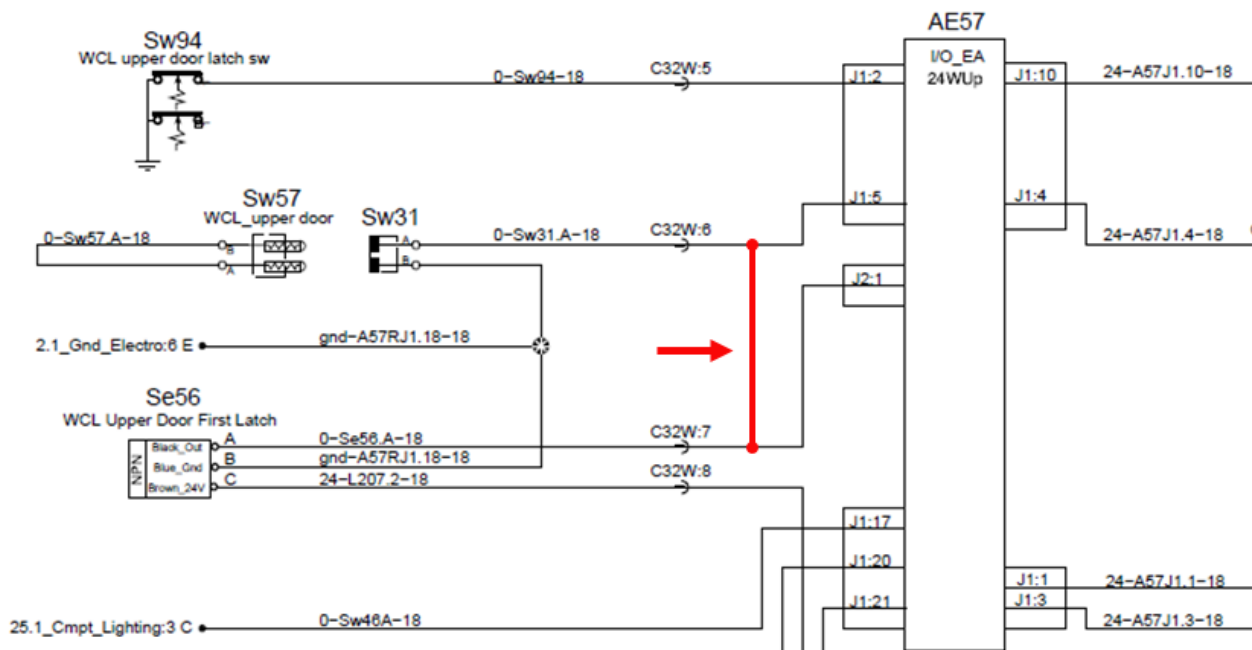 AE57
Sw94
WCL upper door latch sw
I/O_EA
24WUp
0-Sw94-18
C32W:5
J1:2
J1:10
24-A57J1.10-18
Sw57
WCL_upper door
Sw31
J1:5
J1:4
0-Sw57.A-18
B
A
A
B
0-Sw31.A-18
C32W:6
24-A57J1.4-18
J2:1
2.1_Gnd_Electro:6 E
gnd-A57RJ1.18-18
Se56
WCL Upper Door First Latch
NPN
Black_Out
A
0-Se56.A-18
C32W:7
Blue_Gnd
B
gnd-A57RJ1.18-18
Brown_24V
C
24-L207.2-18
C32W:8
J1:17
J1:20
J1:21
J1:1
24-A57J1.1-18
J1:3
24-A57J1.3-18
25.1_Cmpt_Lighting:3 C
0-Sw46A-18